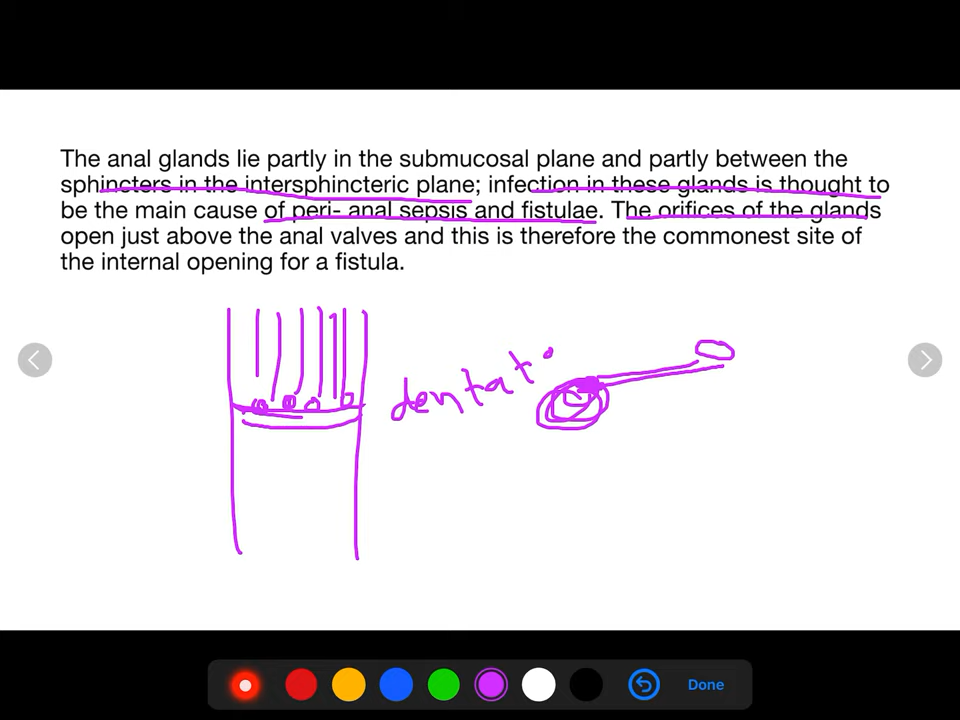 The anal glands lie partly in the submucosal plane and partly between the
sphincters in the intersphincteric plane; infection in these glands is thought to
be the main cause of peri- anal sepsis and fistulae. The orifices of the glands
open just above the anal valves and this is therefore the commonest site of
the internal opening for a fistula.
dentat
Done